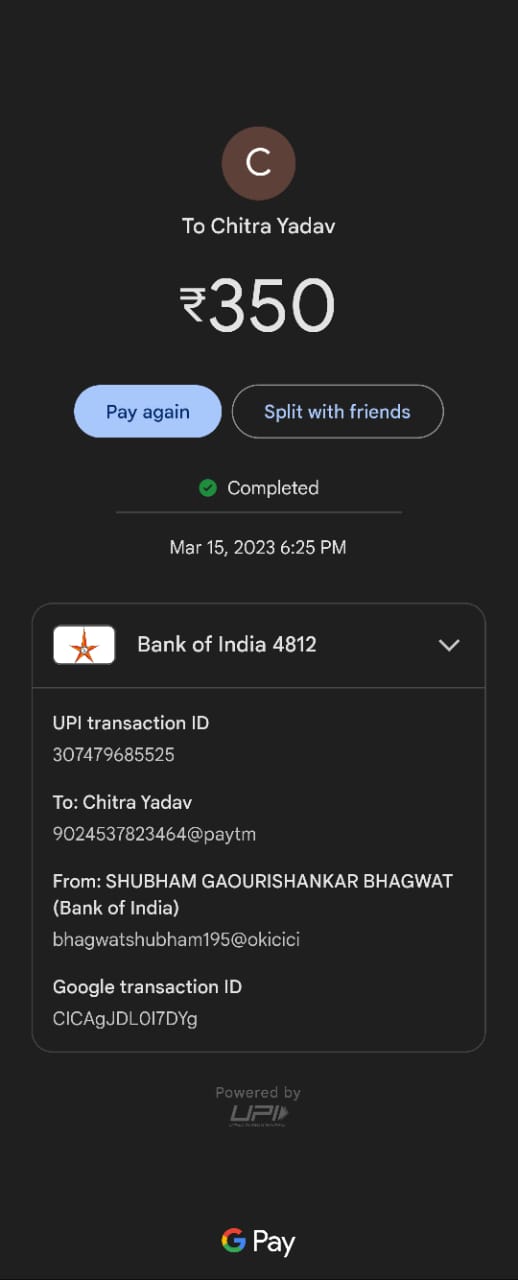 C
To Chitra Yadav
₹350
Pay again
Split with friends
Completed
Mar 15, 2023 6:25 PM
Bank of India 4812
UPI transaction ID
307479685525
To: Chitra Yadav
9024537823464@paytm
From: SHUBHAM GAOURISHANKAR BHAGWAT
(Bank of India)
bhagwatshubham195@okicici
Google transaction ID
CICAgJDL0I7DYg
Powered by
UPI
G Pay